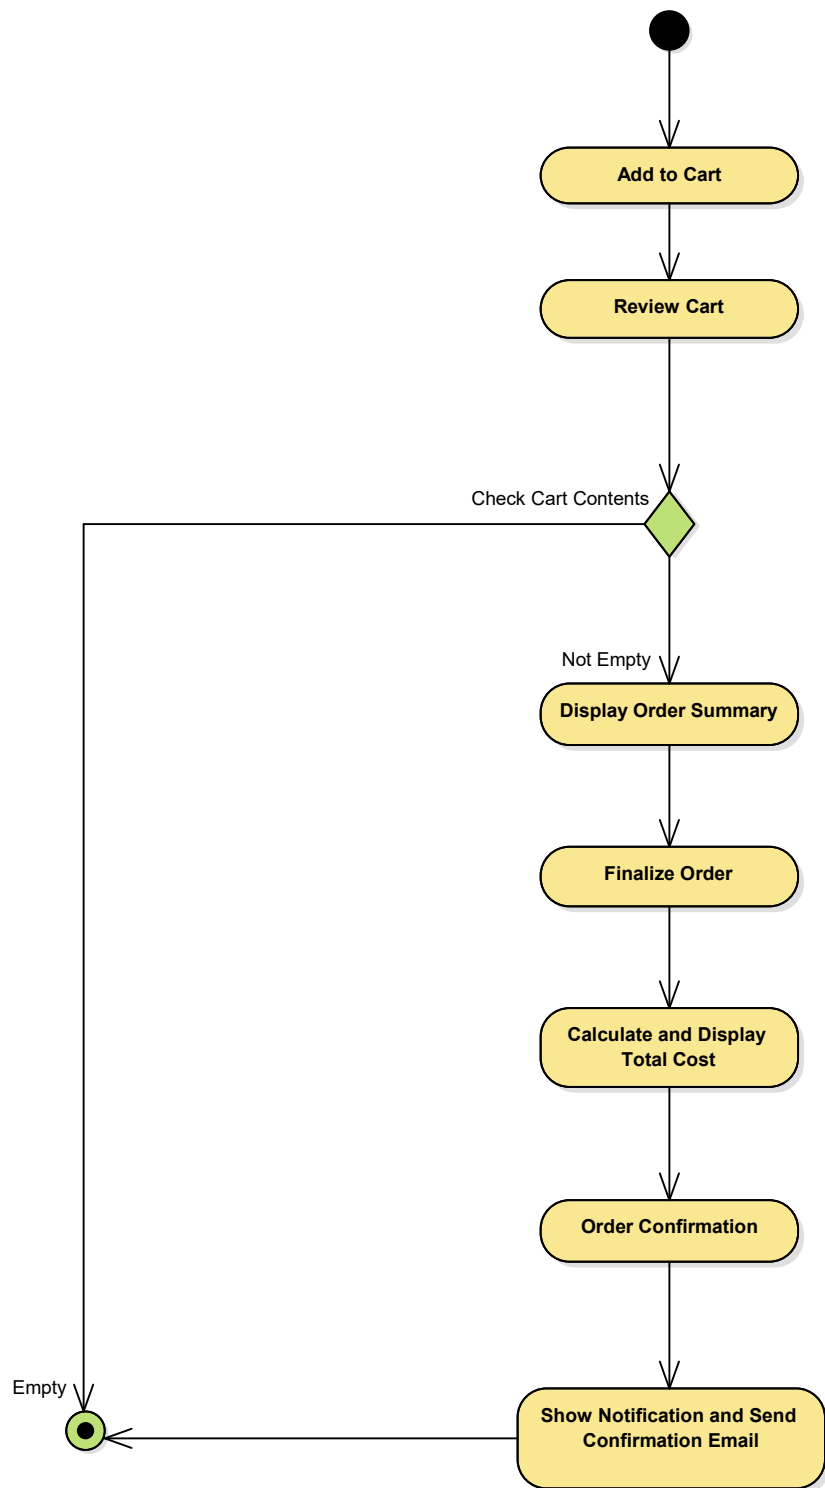 Add to Cart
Review Cart
Check Cart Contents
Not Empty
Display Order Summary
Finalize Order
Calculate and Display
Total Cost
Order Confirmation
Empty
Show Notification and Send
Confirmation Email